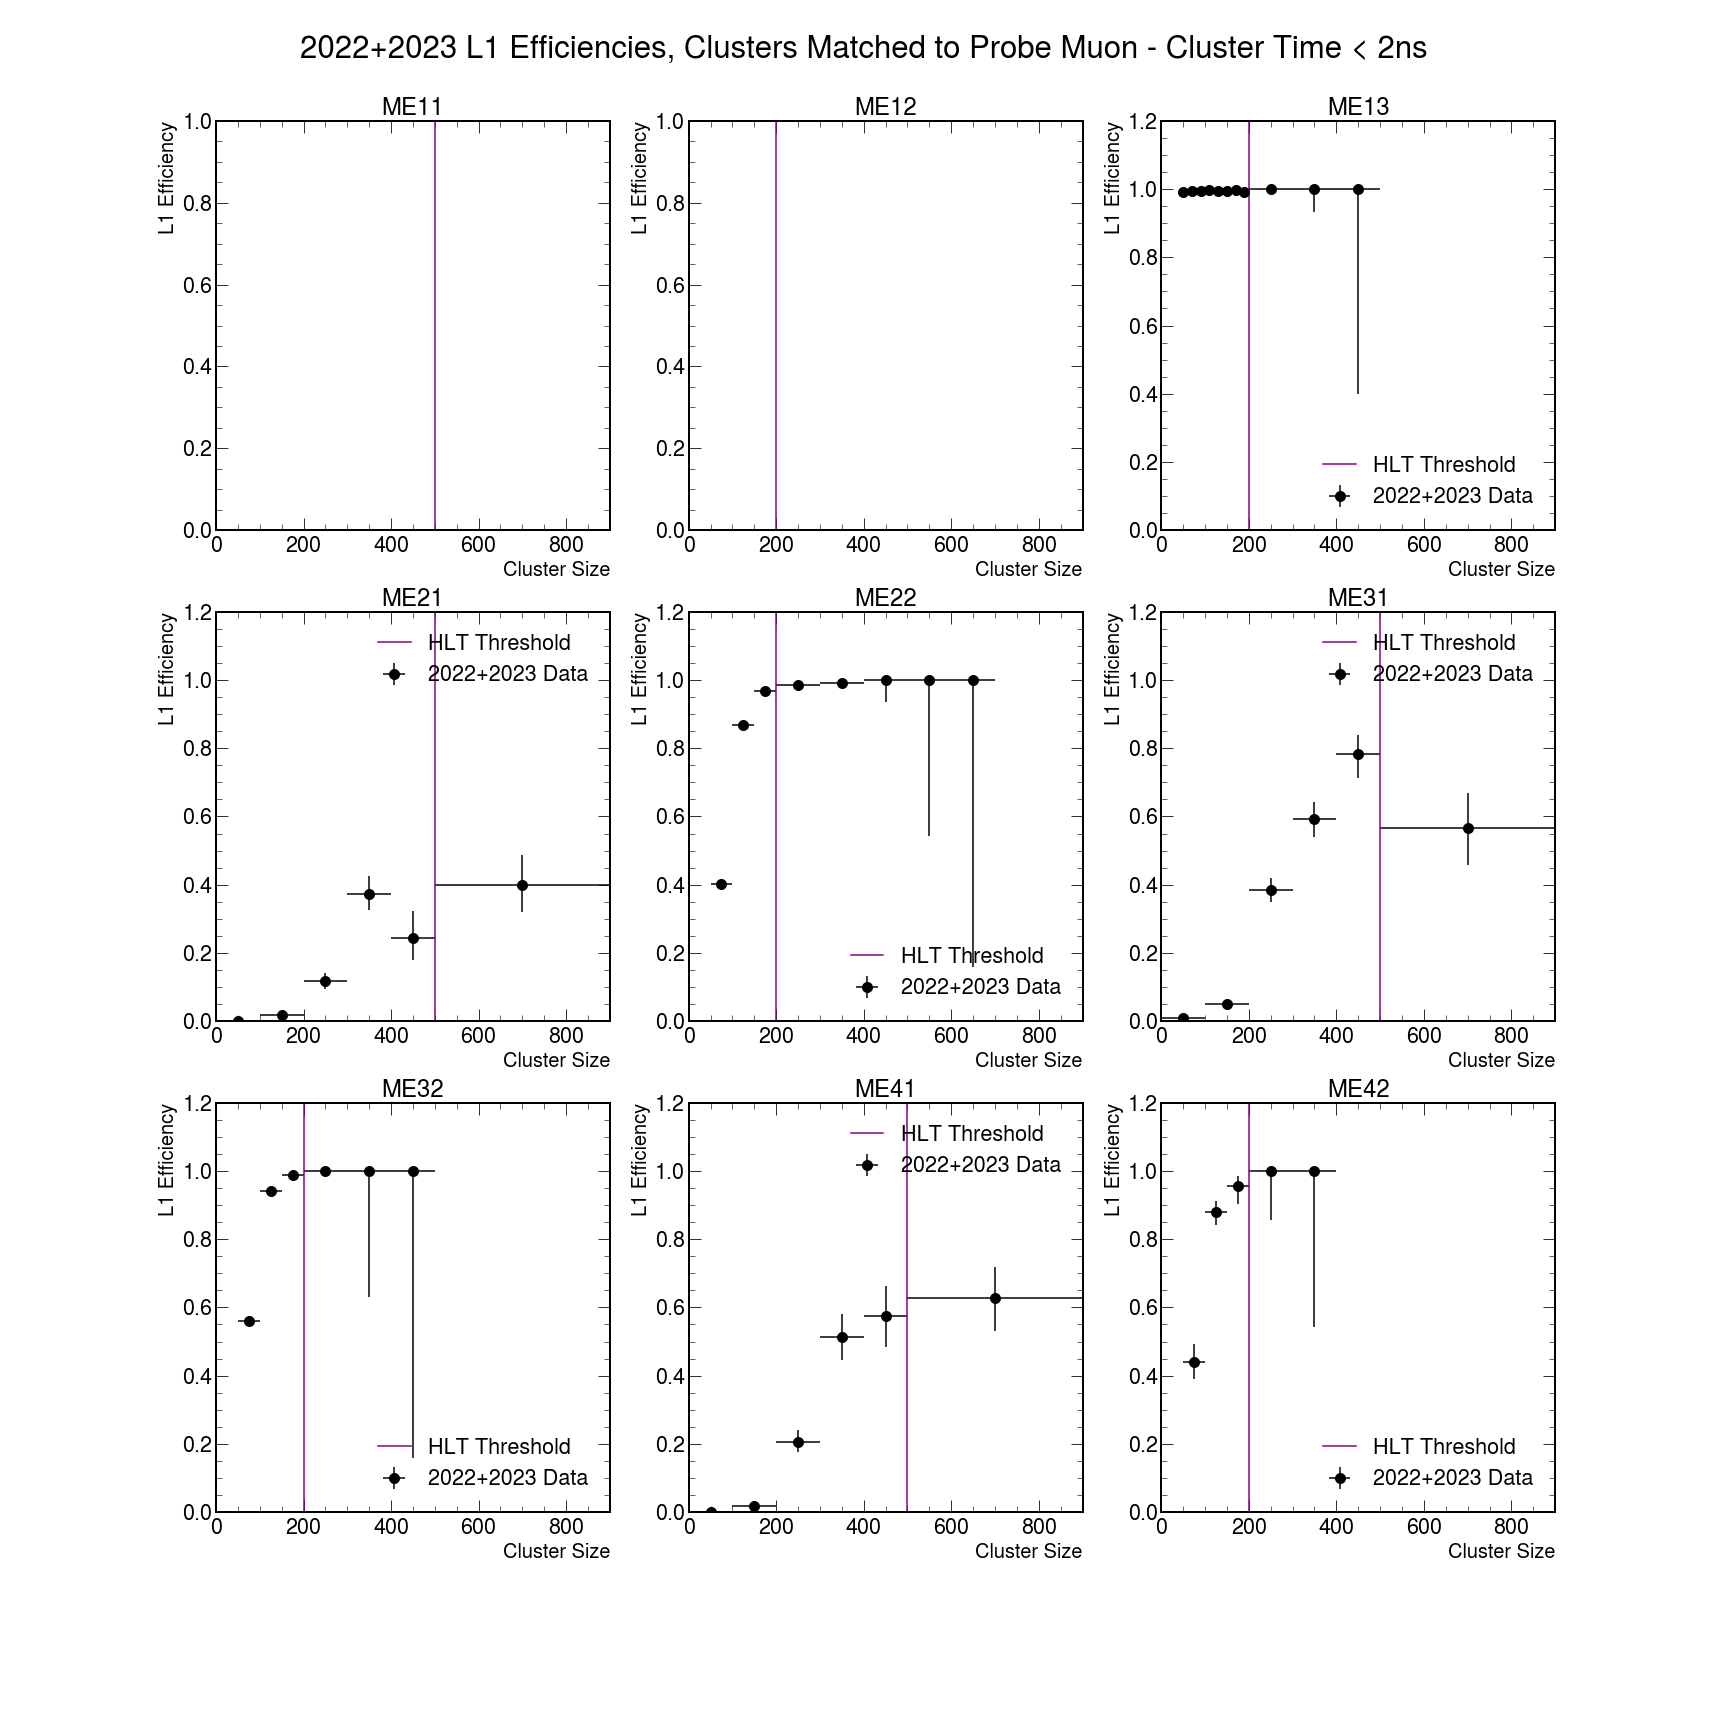 2022+2023 L1 Efficiencies, Clusters Matched to Probe Muon - Cluster Time < 2ns
ME11
1.0
0.8
0.6
0.4
0.2
0.0
L1 Efficiency
0 200 400 600 800
Cluster Size
ME12
1.0
0.8
0.6
0.4
0.2
0.0
L1 Efficiency
0 200 400 600 800
Cluster Size
ME13
1.2
1.0
0.8
0.6
0.4
0.2
0.0
L1 Efficiency
HLT Threshold
2022+2023 Data
0 200 400 600 800
Cluster Size
ME21
1.2
1.0
0.8
0.6
0.4
0.2
0.0
L1 Efficiency
HLT Threshold
2022+2023 Data
0 200 400 600 800
Cluster Size
ME22
1.2
1.0
0.8
0.6
0.4
0.2
0.0
L1 Efficiency
HLT Threshold
2022+2023 Data
0 200 400 600 800
Cluster Size
ME31
1.2
1.0
0.8
0.6
0.4
0.2
0.0
L1 Efficiency
HLT Threshold
2022+2023 Data
0 200 400 600 800
Cluster Size
ME32
1.2
1.0
0.8
0.6
0.4
0.2
0.0
L1 Efficiency
HLT Threshold
2022+2023 Data
0 200 400 600 800
Cluster Size
ME41
1.2
1.0
0.8
0.6
0.4
0.2
0.0
L1 Efficiency
HLT Threshold
2022+2023 Data
0 200 400 600 800
Cluster Size
ME42
1.2
1.0
0.8
0.6
0.4
0.2
0.0
L1 Efficiency
HLT Threshold
2022+2023 Data
0 200 400 600 800
Cluster Size